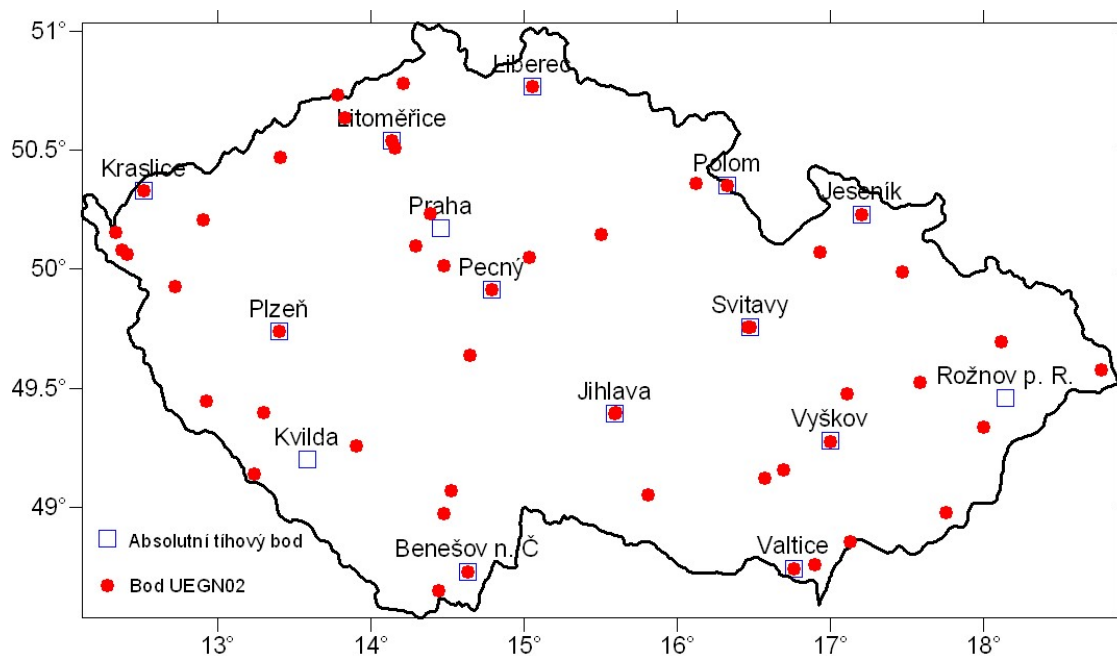 51°
Liberec
Litoměřice
50.5°
Kraslice
Polom
Jeseník
Praha
50°
Pecný
Plzeň
Svitavy
49.5°
Rožnov p. R.
Jihlava
Vyškov
Kvilda
49°
Absolutní tíhový bod
Benešov n. Č
Valtice
Bod UEGN02
13°
14°
15°
16°
17°
18°